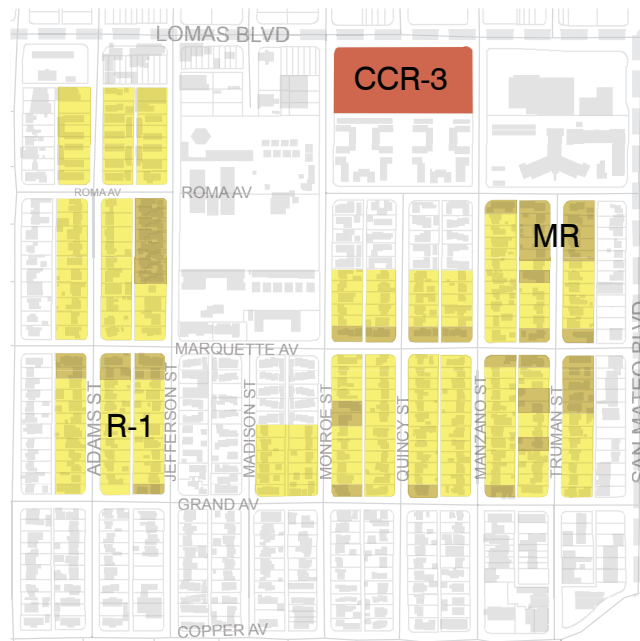 LOMAS BLVD
CCR-3
ROMA AV
ROMA AV
MR
MARQUETTE AV
ADAMS ST
JEFFERSON ST
MADISON ST
MONROE ST
QUINCY ST
MANZANO ST
TRUMAN ST
SAN MATEO BLVD
R-1
GRAND AV
COPPER AV